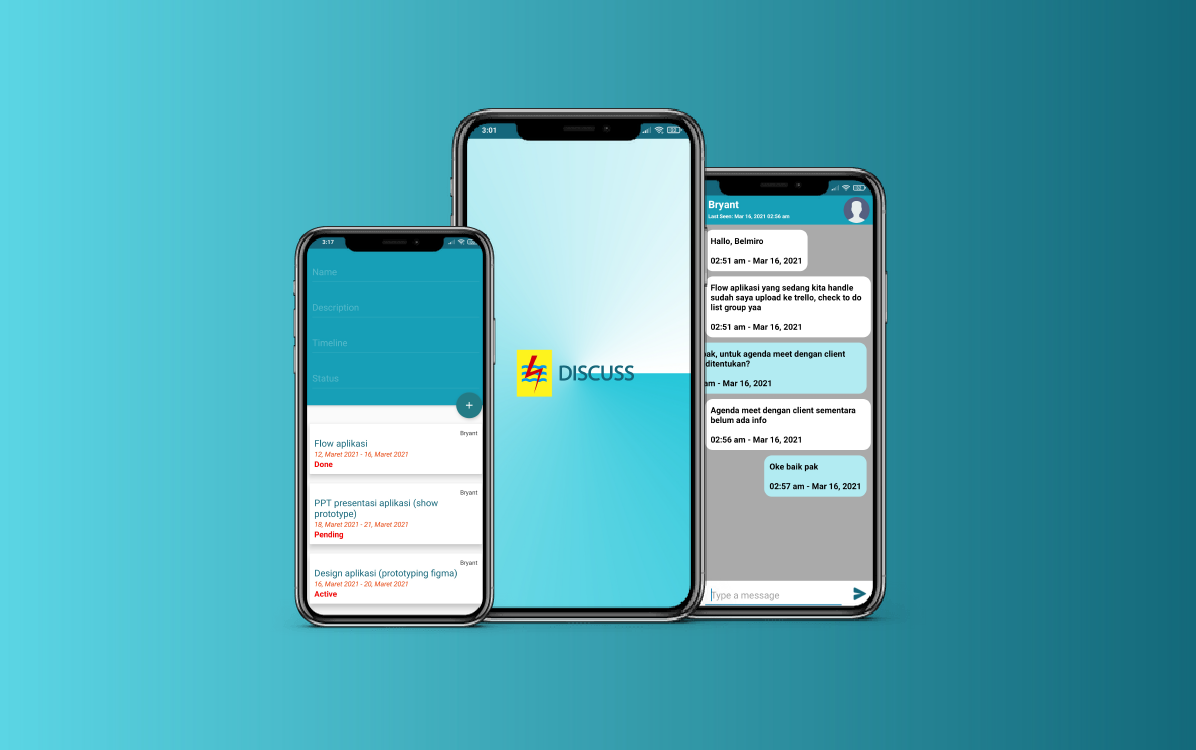 3:17
Name
Description
Timeline
Status
+
Bryant
Flow aplikasi
12, Maret 2021 - 16, Maret 2021
Done
Bryant
PPT presentasi aplikasi (show
prototype)
18, Maret 2021 - 21, Maret 2021
Pending
Bryant
Design aplikasi (prototyping figma)
16, Maret 2021 - 20, Maret 2021
Active
3:01
DISCUSS
Bryant
Last Seen: Mar 16, 2021 02:56 am
Hallo, Belmiro
02:51 am - Mar 16, 2021
Flow aplikasi yang sedang kita handle
sudah saya upload ke trello, check to do
list group yaa
02:51 am - Mar 16, 2021
ak, untuk agenda meet dengan client
ditentukan?
am - Mar 16, 2021
Agenda meet dengan client sementara
belum ada info
02:56 am - Mar 16, 2021
Oke baik pak
02:57 am - Mar 16, 2021
Type a message